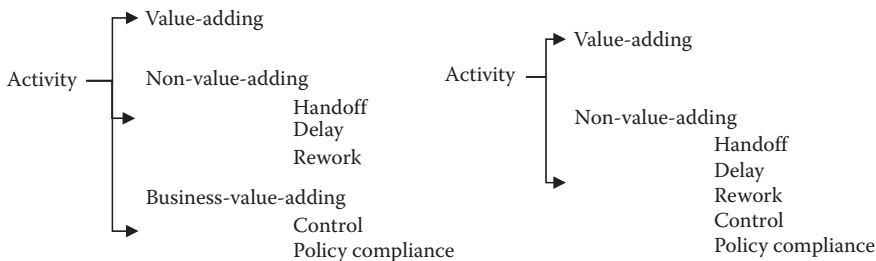 Value-adding
Activity
Non-value-adding
Handoff
Delay
Rework
Business-value-adding
Control
Policy compliance
Value-adding
Activity
Non-value-adding
Handoff
Delay
Rework
Control
Policy compliance